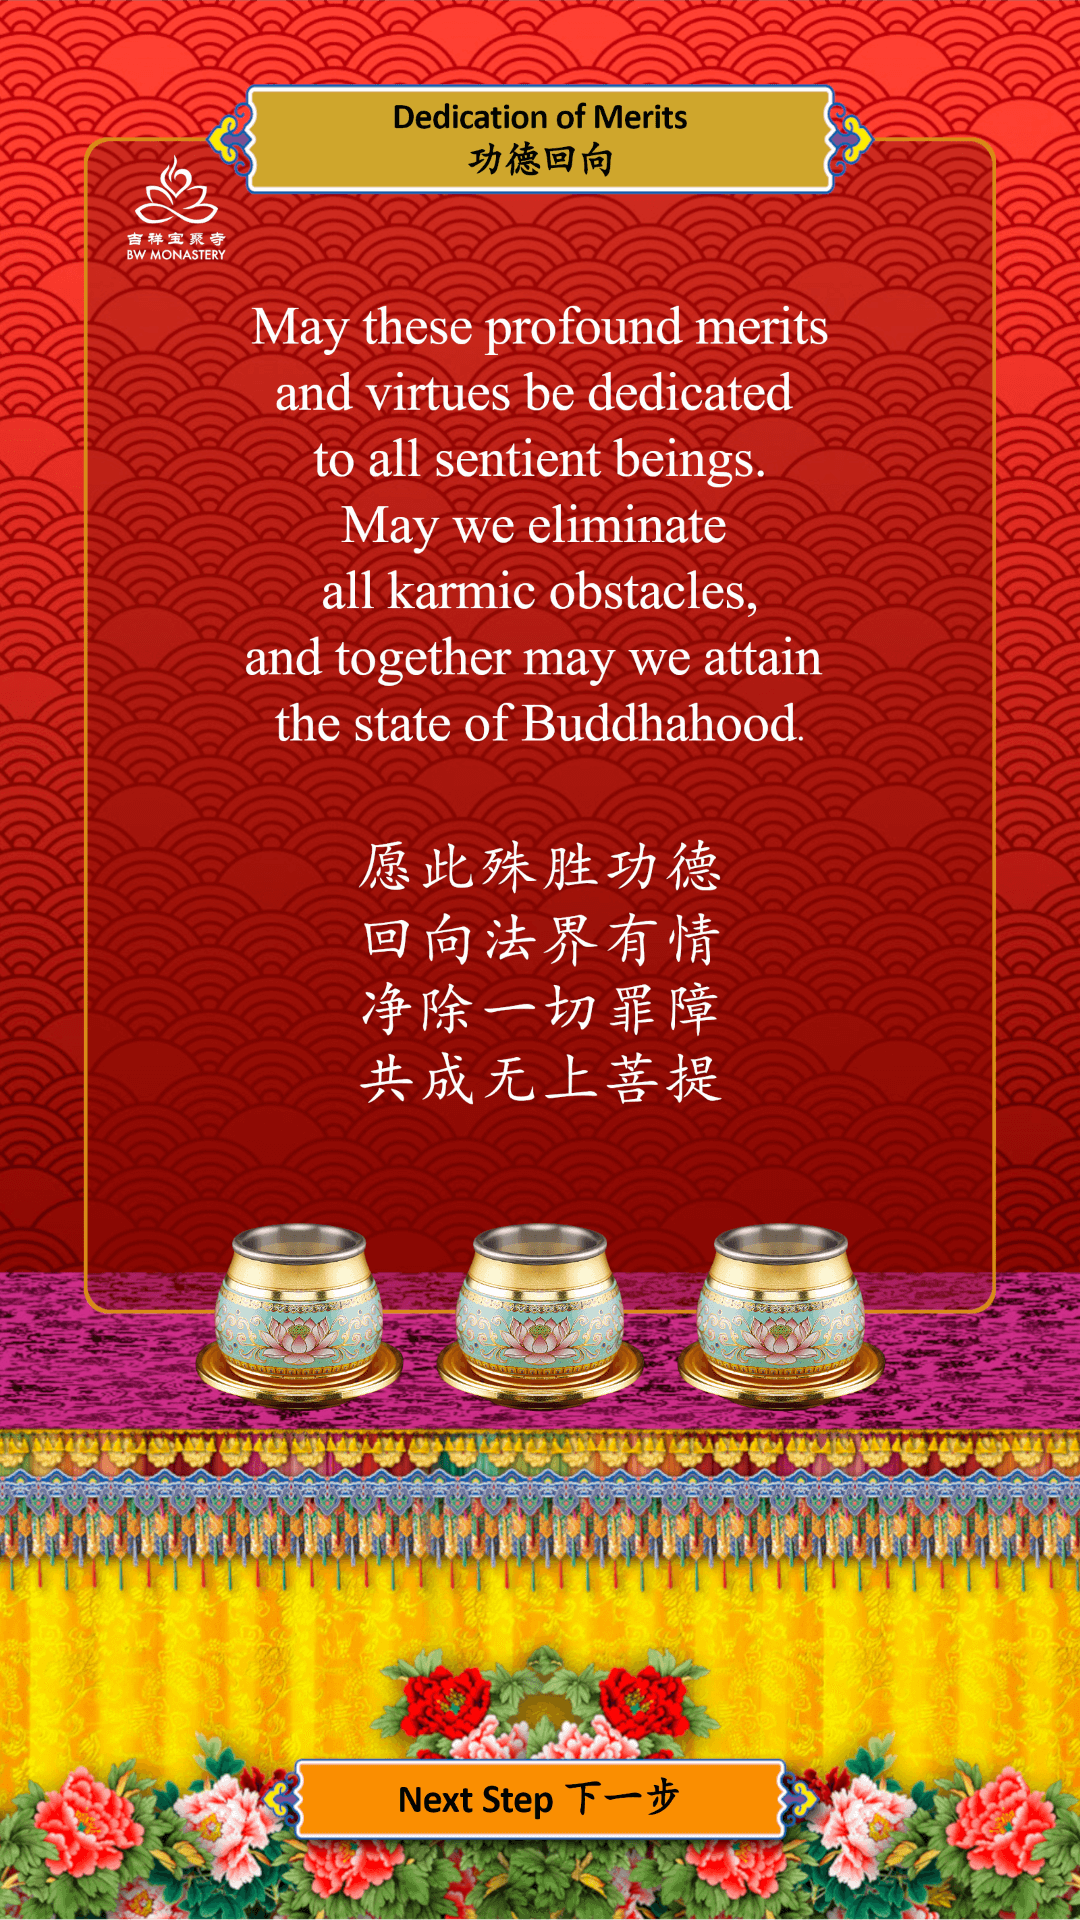 Dedication of Merits
功德回向
吉祥宝聚寺
BW MONASTERY
May these profound merits
and virtues be dedicated
to all sentient beings.
May we eliminate
all karmic obstacles,
and together may we attain
the state of Buddhahood.
愿此殊胜功德
回向法界有情
净除一切罪障
共成无上菩提
Next Step 下一步